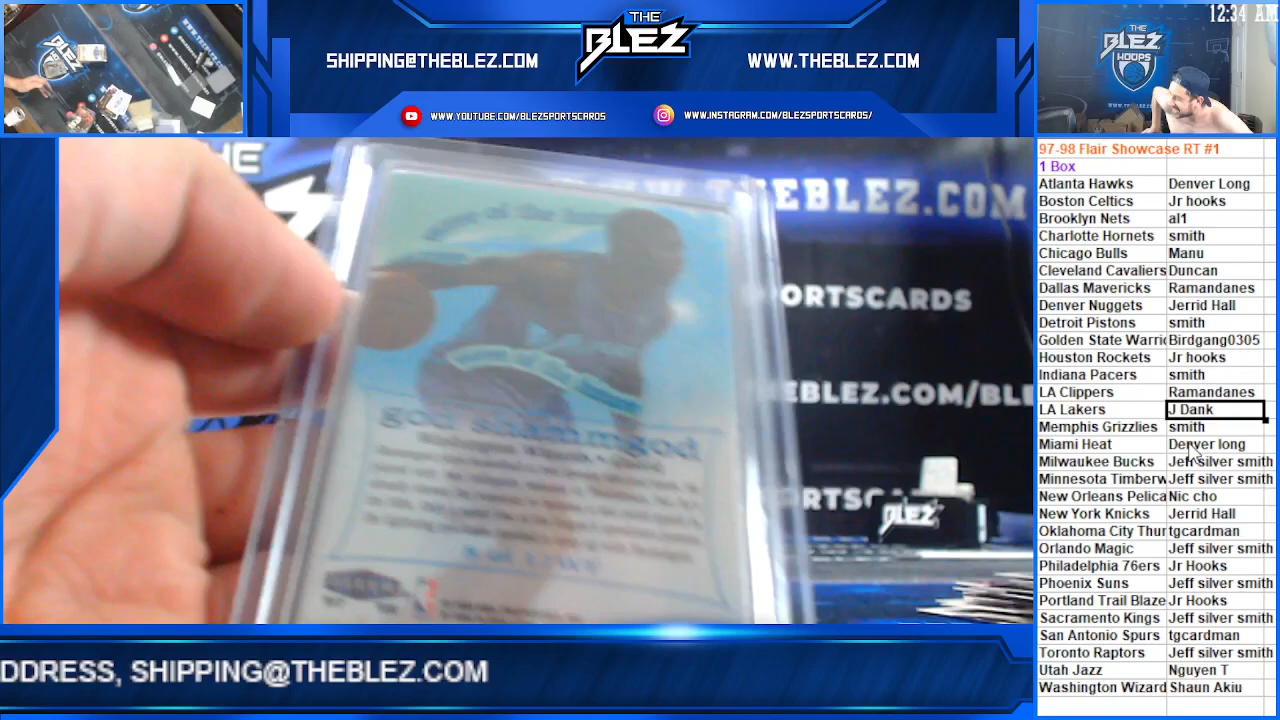 12:34 AM
THE
BLEZ
SHIPPING@THEBLEZ.COM
WWW.THEBLEZ.COM
WWW.YOUTUBE.COM/BLEZSPORTSCARDS
WWW.INSTAGRAM.COM/BLEZSPORTSCARDS/
THE
BLEZ
HOOPS
god shammgod
THEBLEZ.COM
ORTSCARDS
BLEZ.COM/BLE
SPORTSCA
BLEZ
97-98 Flair Showcase RT #1
1 Box
Atlanta Hawks Denver Long
Boston Celtics Jr hooks
Brooklyn Nets al1
Charlotte Hornets smith
Chicago Bulls Manu
Cleveland Cavaliers Duncan
Dallas Mavericks Ramandanes
Denver Nuggets Jerrid Hall
Detroit Pistons smith
Golden State Warric Birdgang0305
Houston Rockets Jr hooks
Indiana Pacers smith
LA Clippers Ramandanes
LA Lakers J Dank
Memphis Grizzlies smith
Miami Heat Denver long
Milwaukee Bucks Jeff silver smith
Minnesota Timberw Jeff silver smith
New Orleans Pelica Nic cho
New York Knicks Jerrid Hall
Oklahoma City Thur tgcardman
Orlando Magic Jeff silver smith
Philadelphia 76ers Jr Hooks
Phoenix Suns Jeff silver smith
Portland Trail Blaze Jr Hooks
Sacramento Kings Jeff silver smith
San Antonio Spurs tgcardman
Toronto Raptors Jeff silver smith
Utah Jazz Nguyen T
Washington Wizard Shaun Akiu
DDRESS, SHIPPING@THEBLEZ.COM